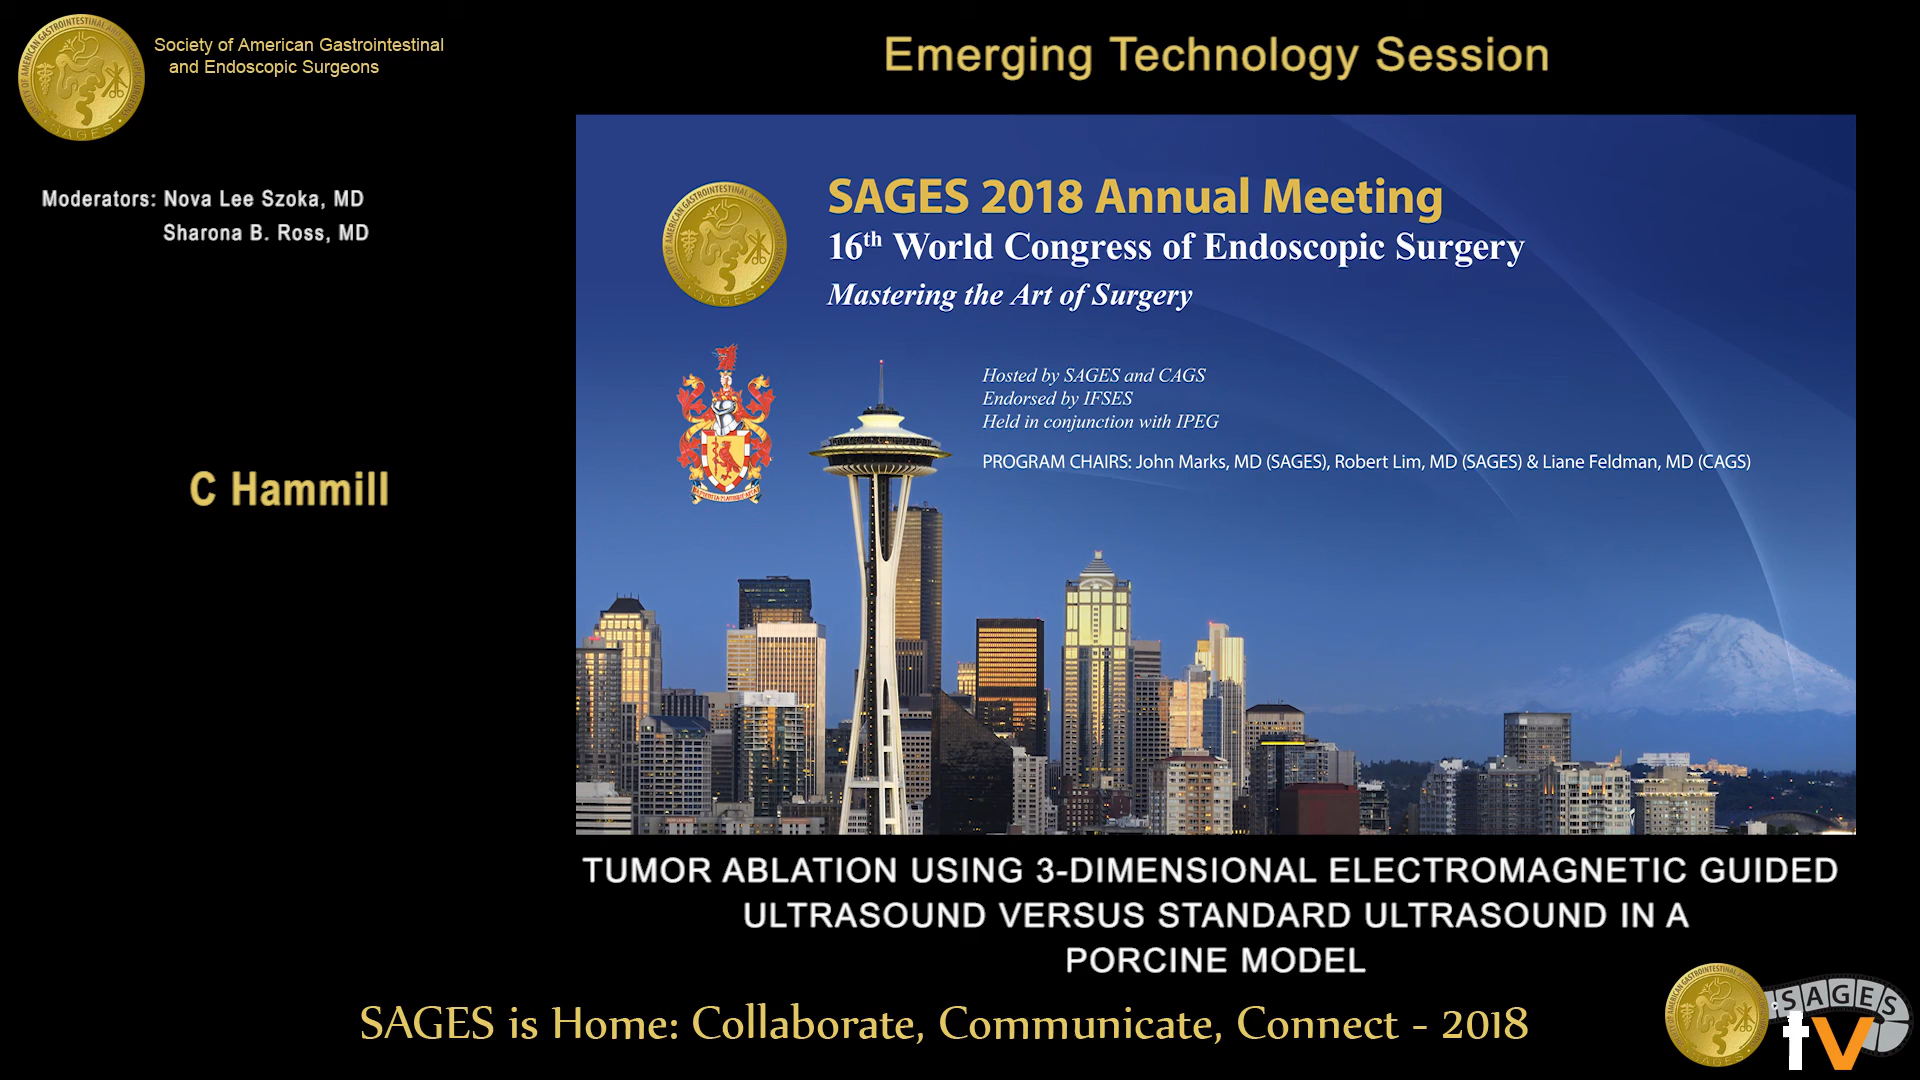 Society of American Gastrointestinal
and Endoscopic Surgeons
Emerging Technology Session
Moderators: Nova Lee Szoka, MD
Sharona B. Ross, MD
C Hammill
SAGES 2018 Annual Meeting
16th World Congress of Endoscopic Surgery
Mastering the Art of Surgery
Hosted by SAGES and CAGS
Endorsed by IFSES
Held in conjunction with IPEG
PROGRAM CHAIRS: John Marks, MD (SAGES), Robert Lim, MD (SAGES) & Liane Feldman, MD (CAGS)
TUMOR ABLATION USING 3-DIMENSIONAL ELECTROMAGNETIC GUIDED
ULTRASOUND VERSUS STANDARD ULTRASOUND IN A
PORCINE MODEL
SAGES is Home: Collaborate, Communicate, Connect - 2018
SAGES
tv